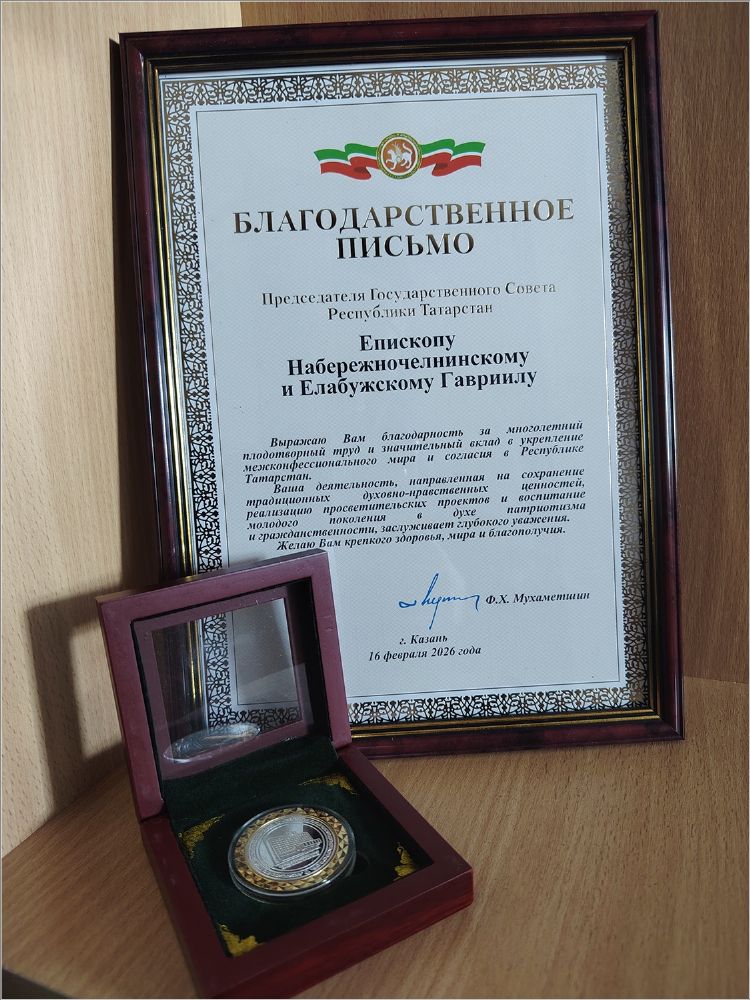 БЛАГОДАРСТВЕННОЕ
ПИСЬМО
Председателя Государственного Совета
Республики Татарстан
Епископу
Набережночелнинскому
и Елабужскому Гавриилу
Выражаю Вам благодарность за многолетний
плодотворный труд и значительный вклад в укрепление
межконфессионального мира и согласия в Республике
Татарстан.
Ваша деятельность, направленная на сохранение
традиционных духовно-нравственных ценностей,
реализацию просветительских проектов и воспитание
молодого поколения в духе патриотизма
и гражданственности, заслуживает глубокого уважения.
Желаю Вам крепкого здоровья, мира и благополучия.
Ф.Х. Мухаметшин
г. Казань
16 февраля 2026 года